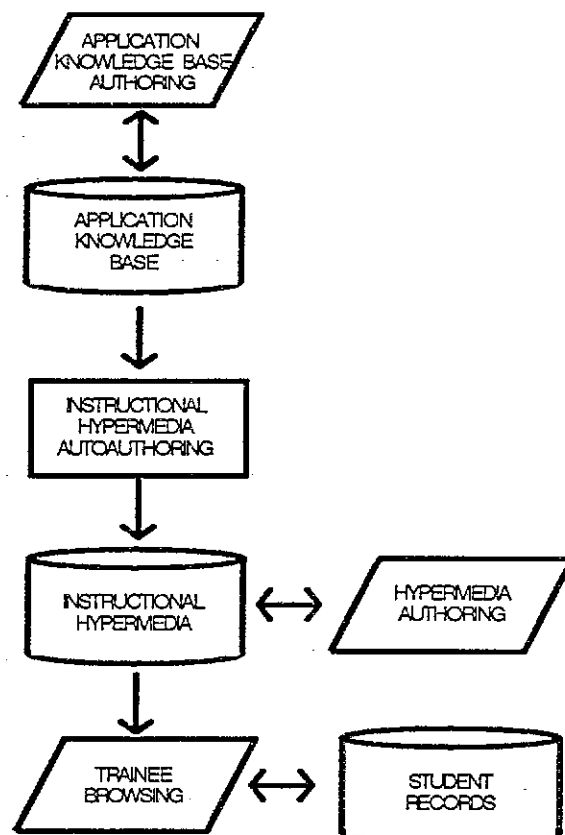 APPLICATION
KNOWLEDGE BASE
AUTHORING
APPLICATION
KNOWLEDGE
BASE
INSTRUCTIONAL
HYPERMEDIA
AUTOAUTHORING
INSTRUCTIONAL
HYPERMEDIA
HYPERMEDIA
AUTHORING
TRAINEE
BROWSING
STUDENT
RECORDS